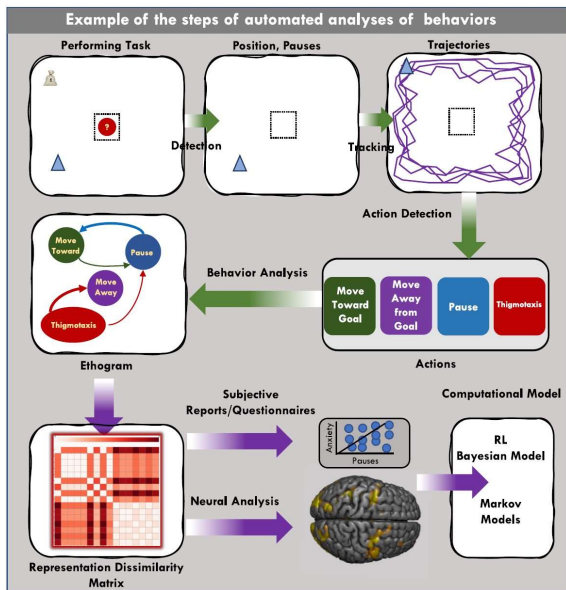 Example of the steps of automated analyses of behaviors
Performing Task
Position, Pauses
Trajectories
?
Detection
Tracking
Action Detection
Move
Toward
Pause
Move
Away
Thigmotaxis
Ethogram
Behavior Analysis
Move
Toward
Goal
Move
Away
from
Goal
Pause
Thigmotaxis
Actions
Subjective
Reports/Questionnaires
Anxiety
Pauses
Computational Model
RL
Bayesian Model
Markov
Models
Neural Analysis
Representation Dissimilarity
Matrix